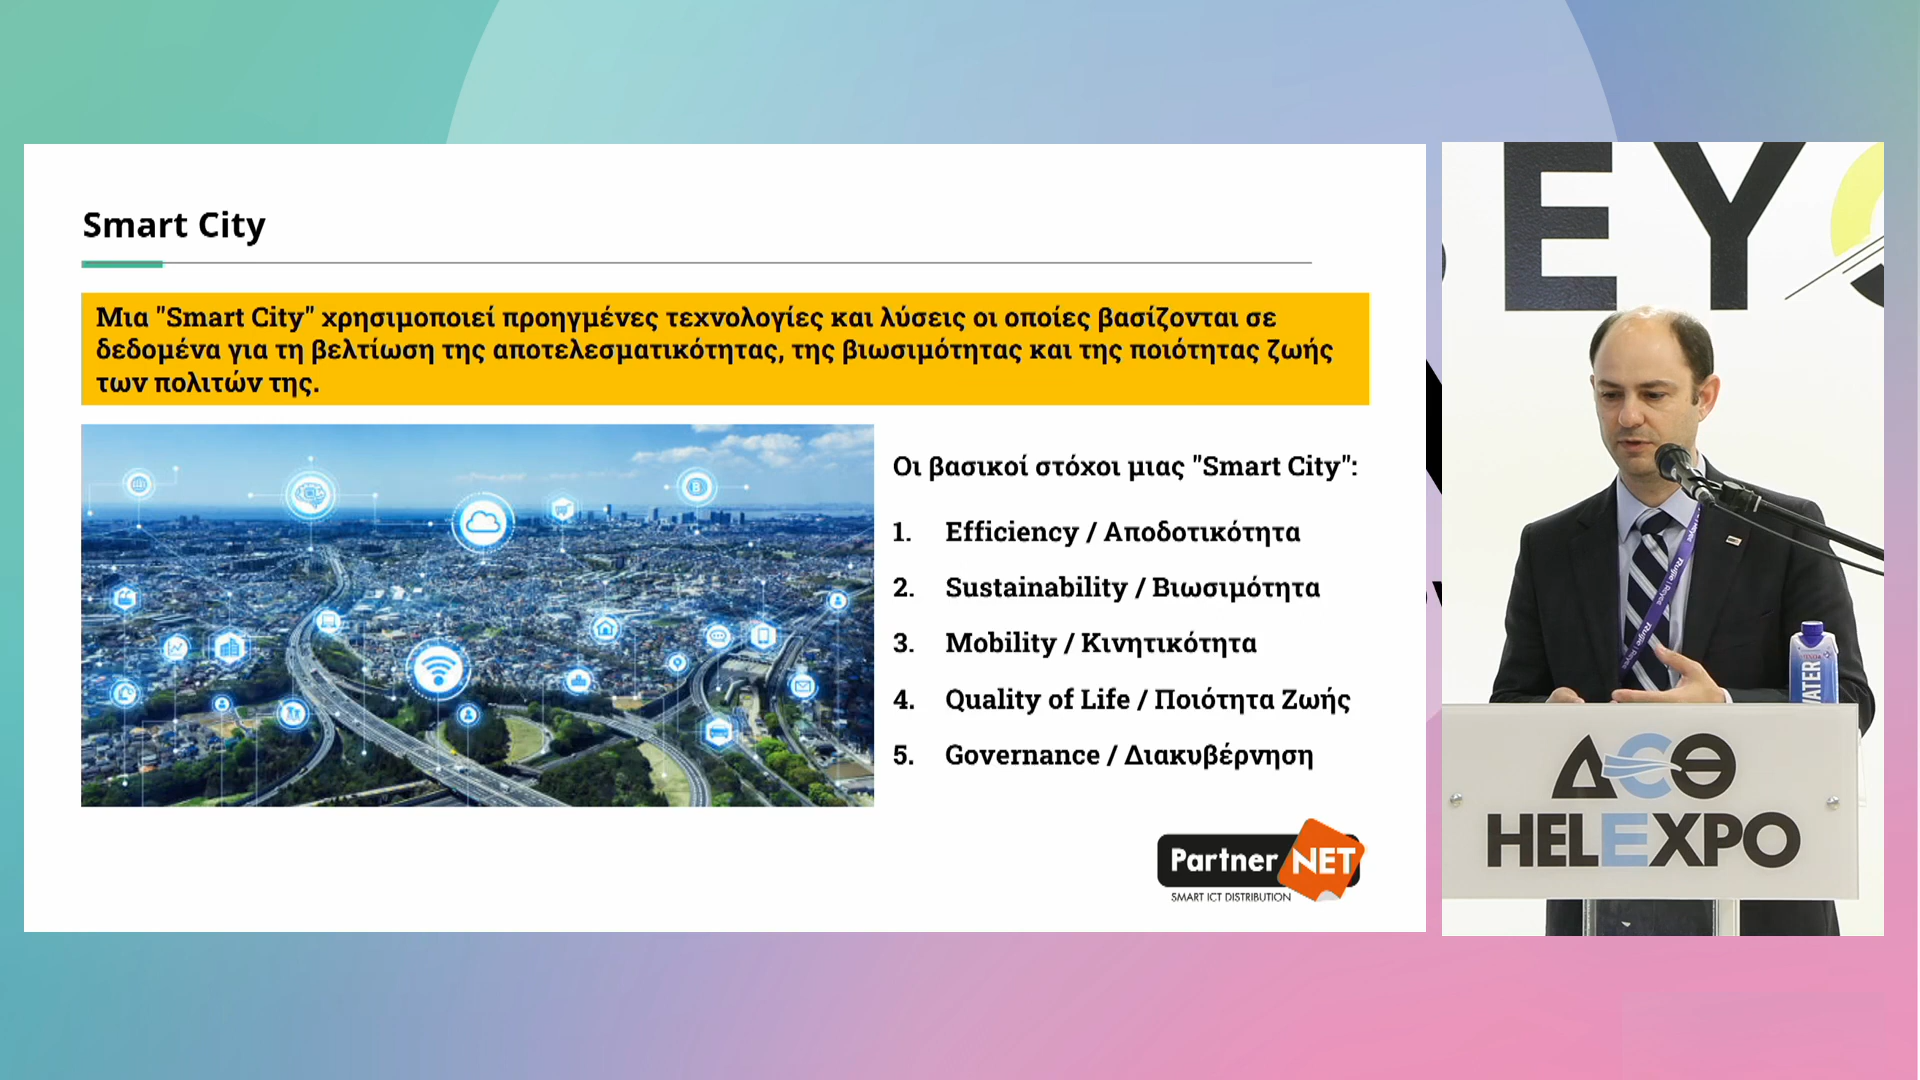 Smart City
Μια "Smart City" χρησιμοποιεί προηγμένες τεχνολογίες και λύσεις οι οποίες βασίζονται σε
δεδομένα για τη βελτίωση της αποτελεσματικότητας, της βιωσιμότητας και της ποιότητας ζωής
των πολιτών της.
Οι βασικοί στόχοι μιας "Smart City":
1. Efficiency / Αποδοτικότητα
2. Sustainability / Βιωσιμότητα
3. Mobility / Κινητικότητα
4. Quality of Life / Ποιότητα Ζωής
5. Governance / Διακυβέρνηση
Partner NET
SMART ICT DISTRIBUTION
EY
WATER
ΔΕΘ
HELEXPO